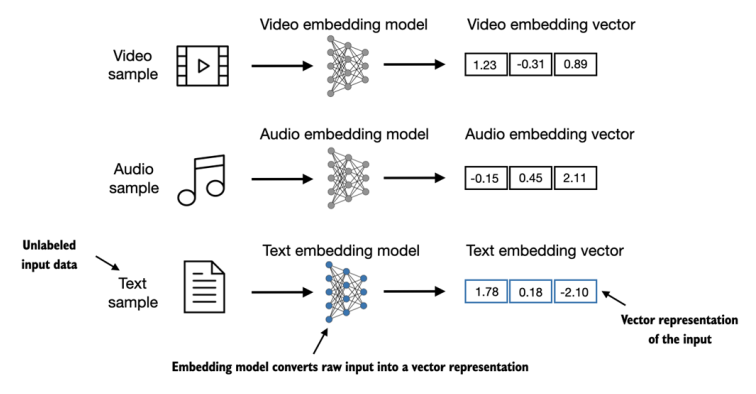 Video embedding model
Video embedding vector
Video
sample
1.23 -0.31 0.89
Audio embedding model
Audio embedding vector
Audio
sample
-0.15 0.45 2.11
Unlabeled
input data
Text embedding model
Text embedding vector
Text
sample
1.78 0.18 -2.10
Vector representation
of the input
Embedding model converts raw input into a vector representation